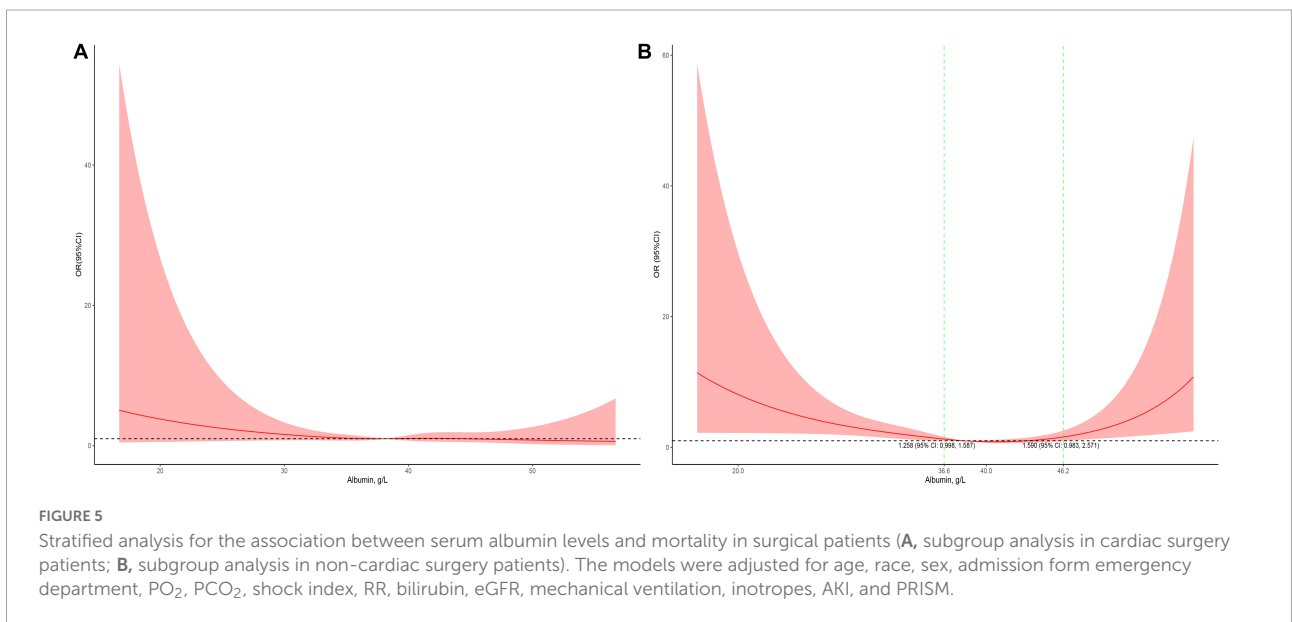 A
B
40
20
0
OR(95%CI)
20
30
40
50
Albumin, g/L
60
40
20
0
OR (95%CI)
1.258 (95% CI: 0.998, 1.587)
1.590 (95% CI: 0.983, 2.571)
20.0
36.6
40.0
46.2
Albumin, g/L
FIGURE 5
Stratified analysis for the association between serum albumin levels and mortality in surgical patients (A, subgroup analysis in cardiac surgery
patients; B, subgroup analysis in non-cardiac surgery patients). The models were adjusted for age, race, sex, admission form emergency
department, PO₂, PCO₂, shock index, RR, bilirubin, eGFR, mechanical ventilation, inotropes, AKI, and PRISM.